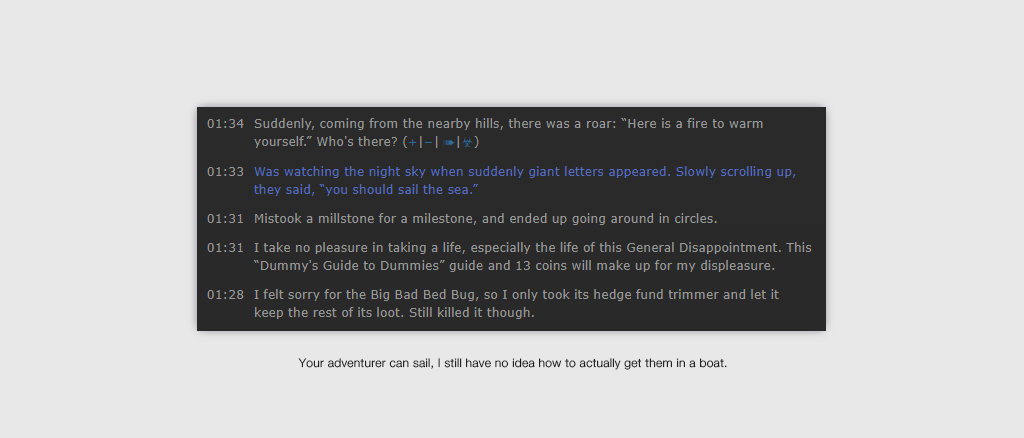 01:34 Suddenly, coming from the nearby hills, there was a roar: “Here is a fire to warm
yourself.” Who's there? (+|−|➠|☣)
01:33 Was watching the night sky when suddenly giant letters appeared. Slowly scrolling up,
they said, “you should sail the sea.”
01:31 Mistook a millstone for a milestone, and ended up going around in circles.
01:31 I take no pleasure in taking a life, especially the life of this General Disappointment. This
“Dummy's Guide to Dummies” guide and 13 coins will make up for my displeasure.
01:28 I felt sorry for the Big Bad Bed Bug, so I only took its hedge fund trimmer and let it
keep the rest of its loot. Still killed it though.
Your adventurer can sail, I still have no idea how to actually get them in a boat.